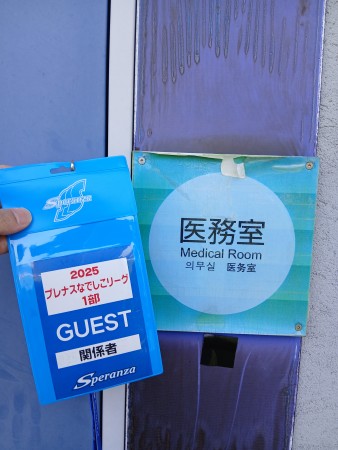 Speranza
2025
プレナスなでしこリーグ
1部
GUEST
関係者
Speranza
医務室
Medical Room
의무실 医务室